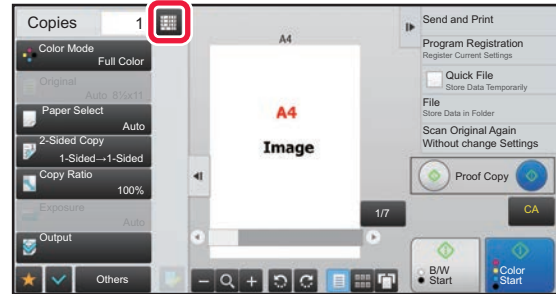 Copies 1
Color Mode
Full Color
Original
Auto 8½x11
Paper Select
Auto
2-Sided Copy
1-Sided→1-Sided
Copy Ratio
100%
Exposure
Auto
Output
Others
A4
A4
Image
1/7
Send and Print
Program Registration
Register Current Settings
Quick File
Store Data Temporarily
File
Store Data in Folder
Scan Original Again
Without change Settings
Proof Copy
CA
B/W
Start
Color
Start